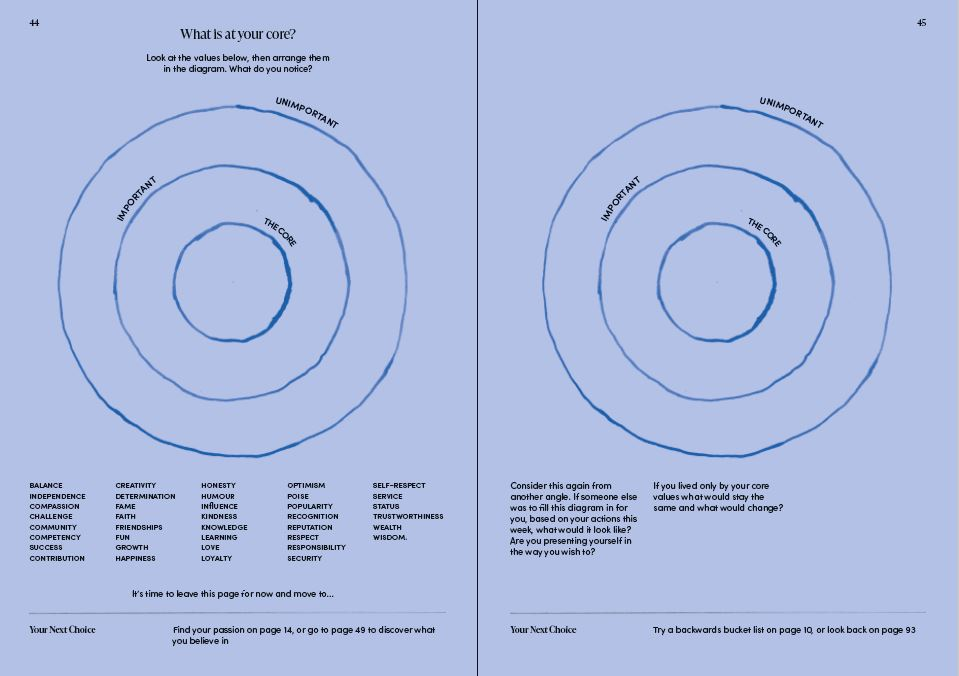 44
What is at your core?
Look at the values below, then arrange them
in the diagram. What do you notice?
UNIMPORTANT
IMPORTANT
THE CORE
BALANCE
INDEPENDENCE
COMPASSION
CHALLENGE
COMMUNITY
COMPETENCY
SUCCESS
CONTRIBUTION
CREATIVITY
DETERMINATION
FAME
FAITH
FRIENDSHIPS
FUN
GROWTH
HAPPINESS
HONESTY
HUMOUR
INflUENCE
KINDNESS
KNOWLEDGE
LEARNING
LOVE
LOYALTY
OPTIMISM
POISE
POPULARITY
RECOGNITION
REPUTATION
RESPECT
RESPONSIBILITY
SECURITY
SELF-RESPECT
SERVICE
STATUS
TRUSTWORTHINESS
WEALTH
WISDOM.
It's time to leave this page for now and move to...
Your Next Choice
Find your passion on page 14, or go to page 49 to discover what
you believe in
45
UNIMPORTANT
IMPORTANT
THE CORE
Consider this again from
another angle. If someone else
was to fill this diagram in for
you, based on your actions this
week, what would it look like?
Are you presenting yourself in
the way you wish to?
If you lived only by your core
values what would stay the
same and what would change?
Your Next Choice
Try a backwards bucket list on page 10, or look back on page 93